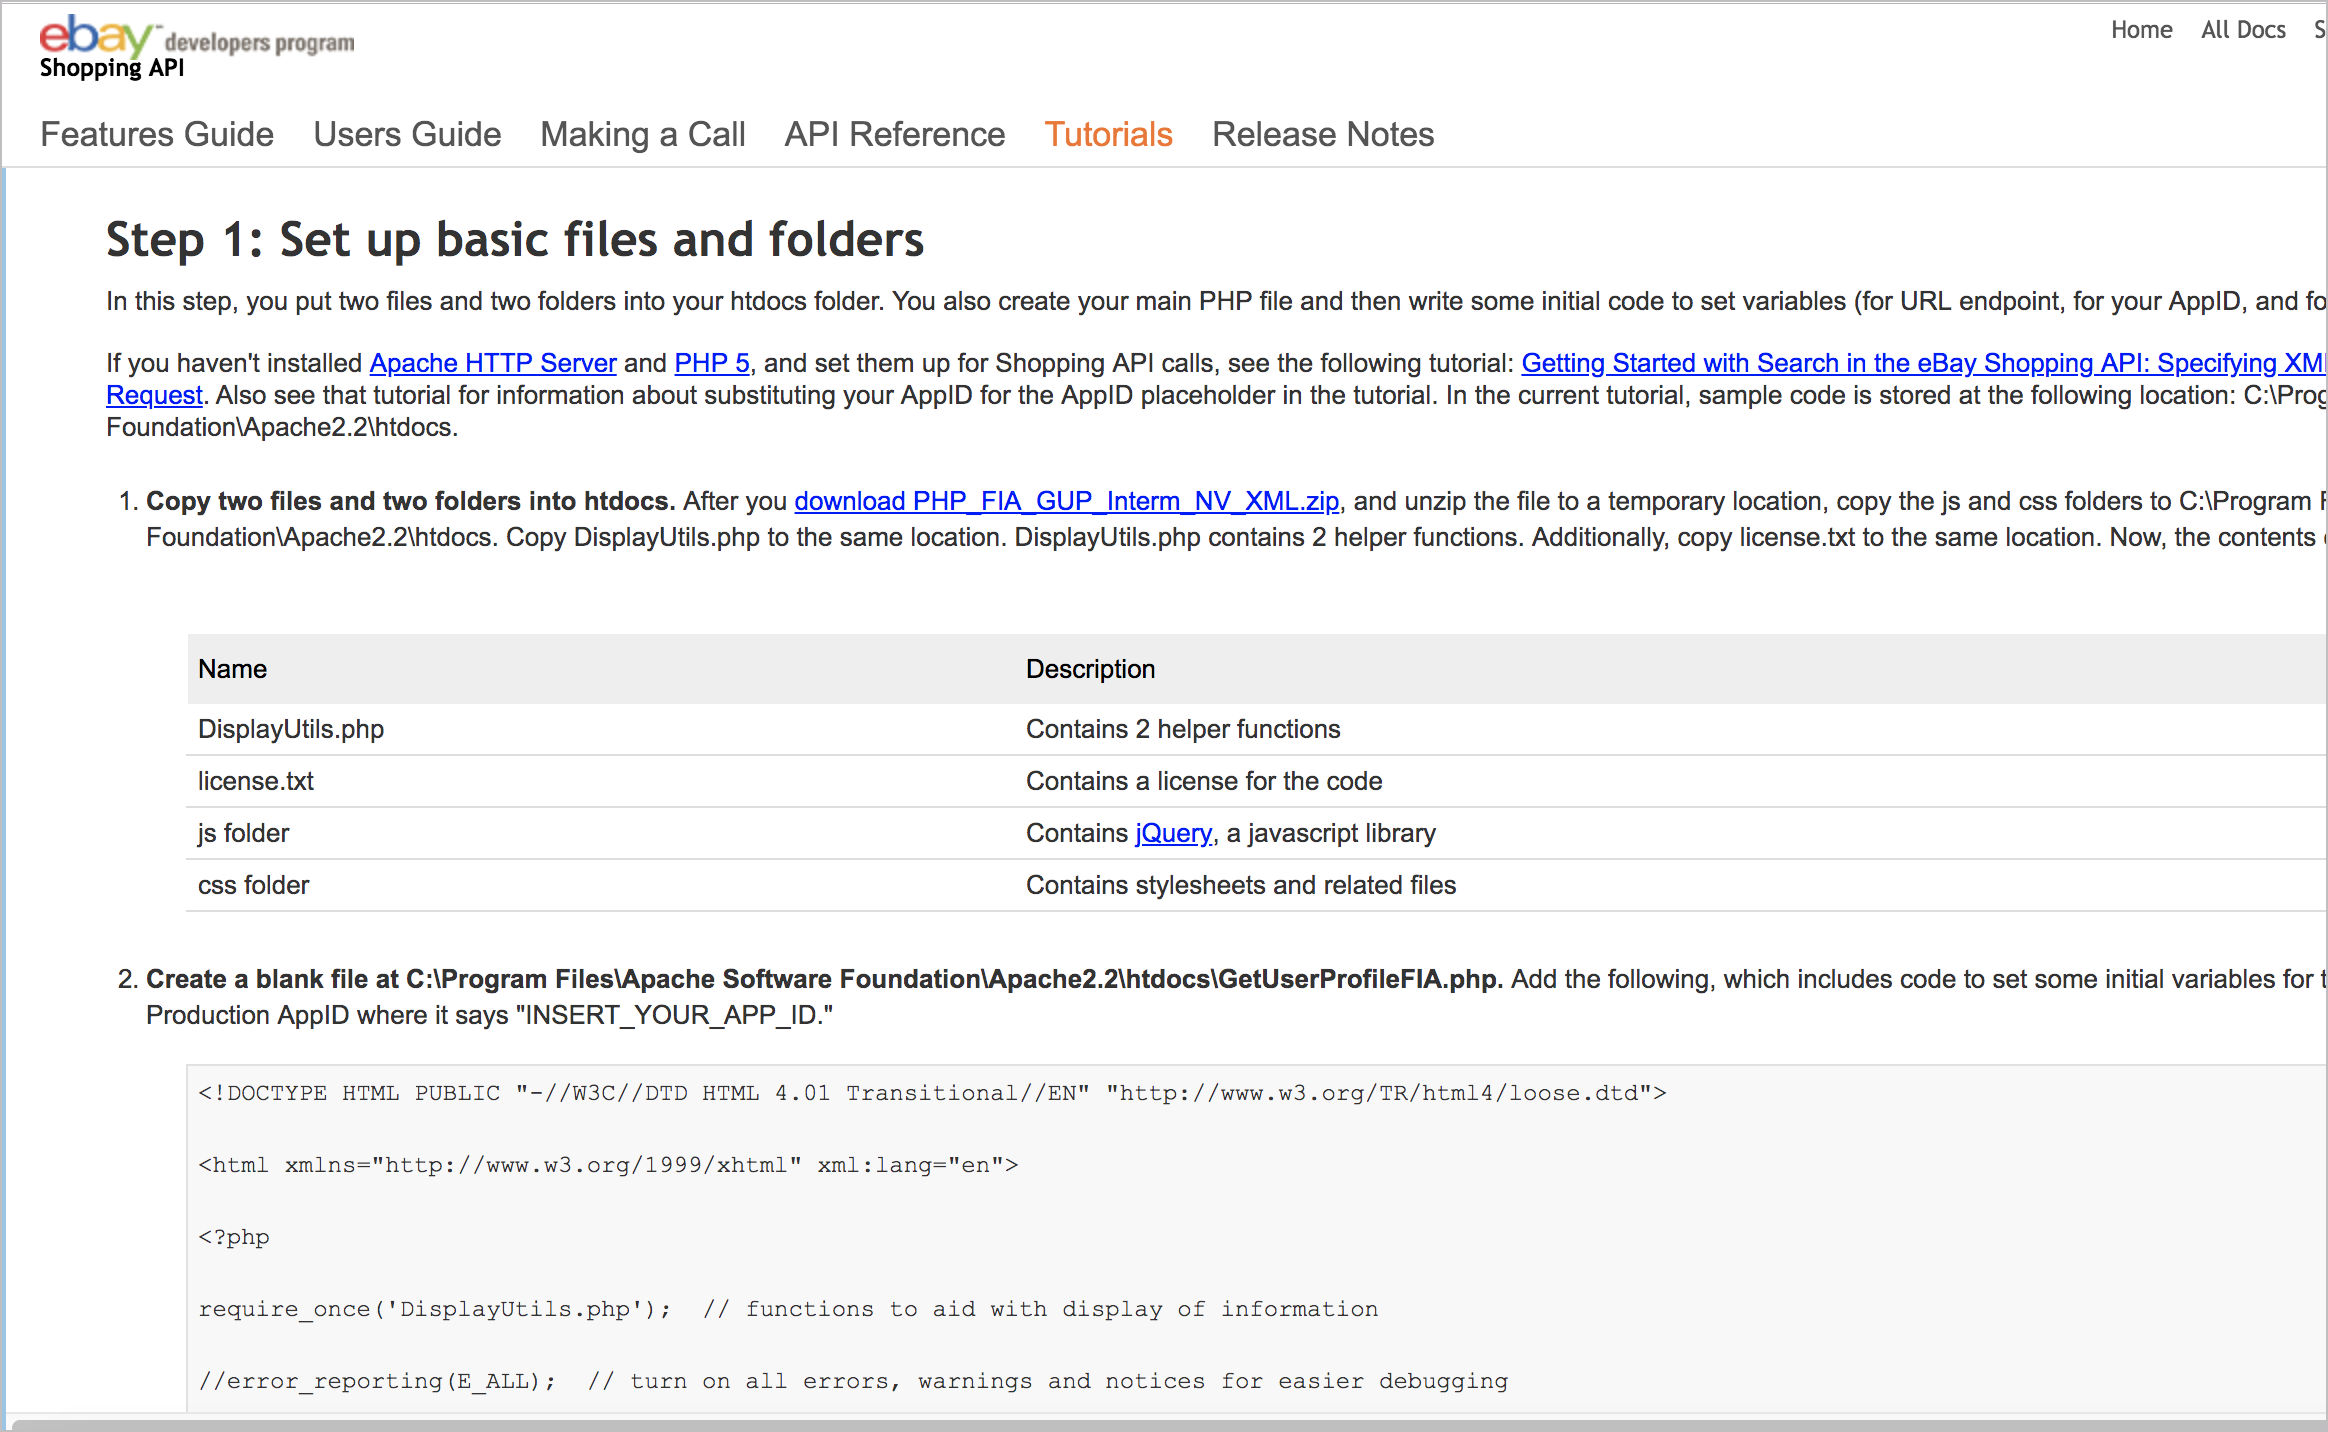 ebay developers program
Shopping API
Home All Docs S
Features Guide Users Guide Making a Call API Reference Tutorials Release Notes
Step 1: Set up basic files and folders
In this step, you put two files and two folders into your htdocs folder. You also create your main PHP file and then write some initial code to set variables (for URL endpoint, for your AppID, and fo
If you haven't installed Apache HTTP Server and PHP 5, and set them up for Shopping API calls, see the following tutorial: Getting Started with Search in the eBay Shopping API: Specifying XML
Request. Also see that tutorial for information about substituting your AppID for the AppID placeholder in the tutorial. In the current tutorial, sample code is stored at the following location: C:\Prog
Foundation\Apache2.2\htdocs.
1. Copy two files and two folders into htdocs. After you download PHP_FIA_GUP_Interm_NV_XML.zip, and unzip the file to a temporary location, copy the js and css folders to C:\Program F
Foundation\Apache2.2\htdocs. Copy DisplayUtils.php to the same location. DisplayUtils.php contains 2 helper functions. Additionally, copy license.txt to the same location. Now, the contents
Name Description
DisplayUtils.php Contains 2 helper functions
license.txt Contains a license for the code
js folder Contains jQuery, a javascript library
css folder Contains stylesheets and related files
2. Create a blank file at C:\Program Files\Apache Software Foundation\Apache2.2\htdocs\GetUserProfileFIA.php. Add the following, which includes code to set some initial variables for t
Production AppID where it says "INSERT_YOUR_APP_ID."
<!DOCTYPE HTML PUBLIC "-//W3C//DTD HTML 4.01 Transitional//EN" "http://www.w3.org/TR/html4/loose.dtd">
<html xmlns="http://www.w3.org/1999/xhtml" xml:lang="en">
<?php
require_once('DisplayUtils.php');  // functions to aid with display of information
//error_reporting(E_ALL);  // turn on all errors, warnings and notices for easier debugging